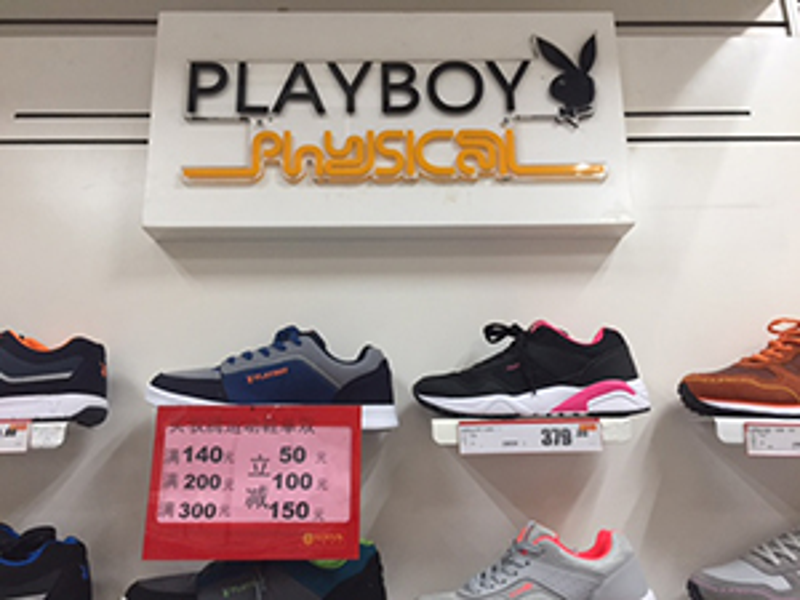 PLAYBOY
Physical
PLAYBOY
379
满140元 立 50元
满200元 减 100元
满300元 150元